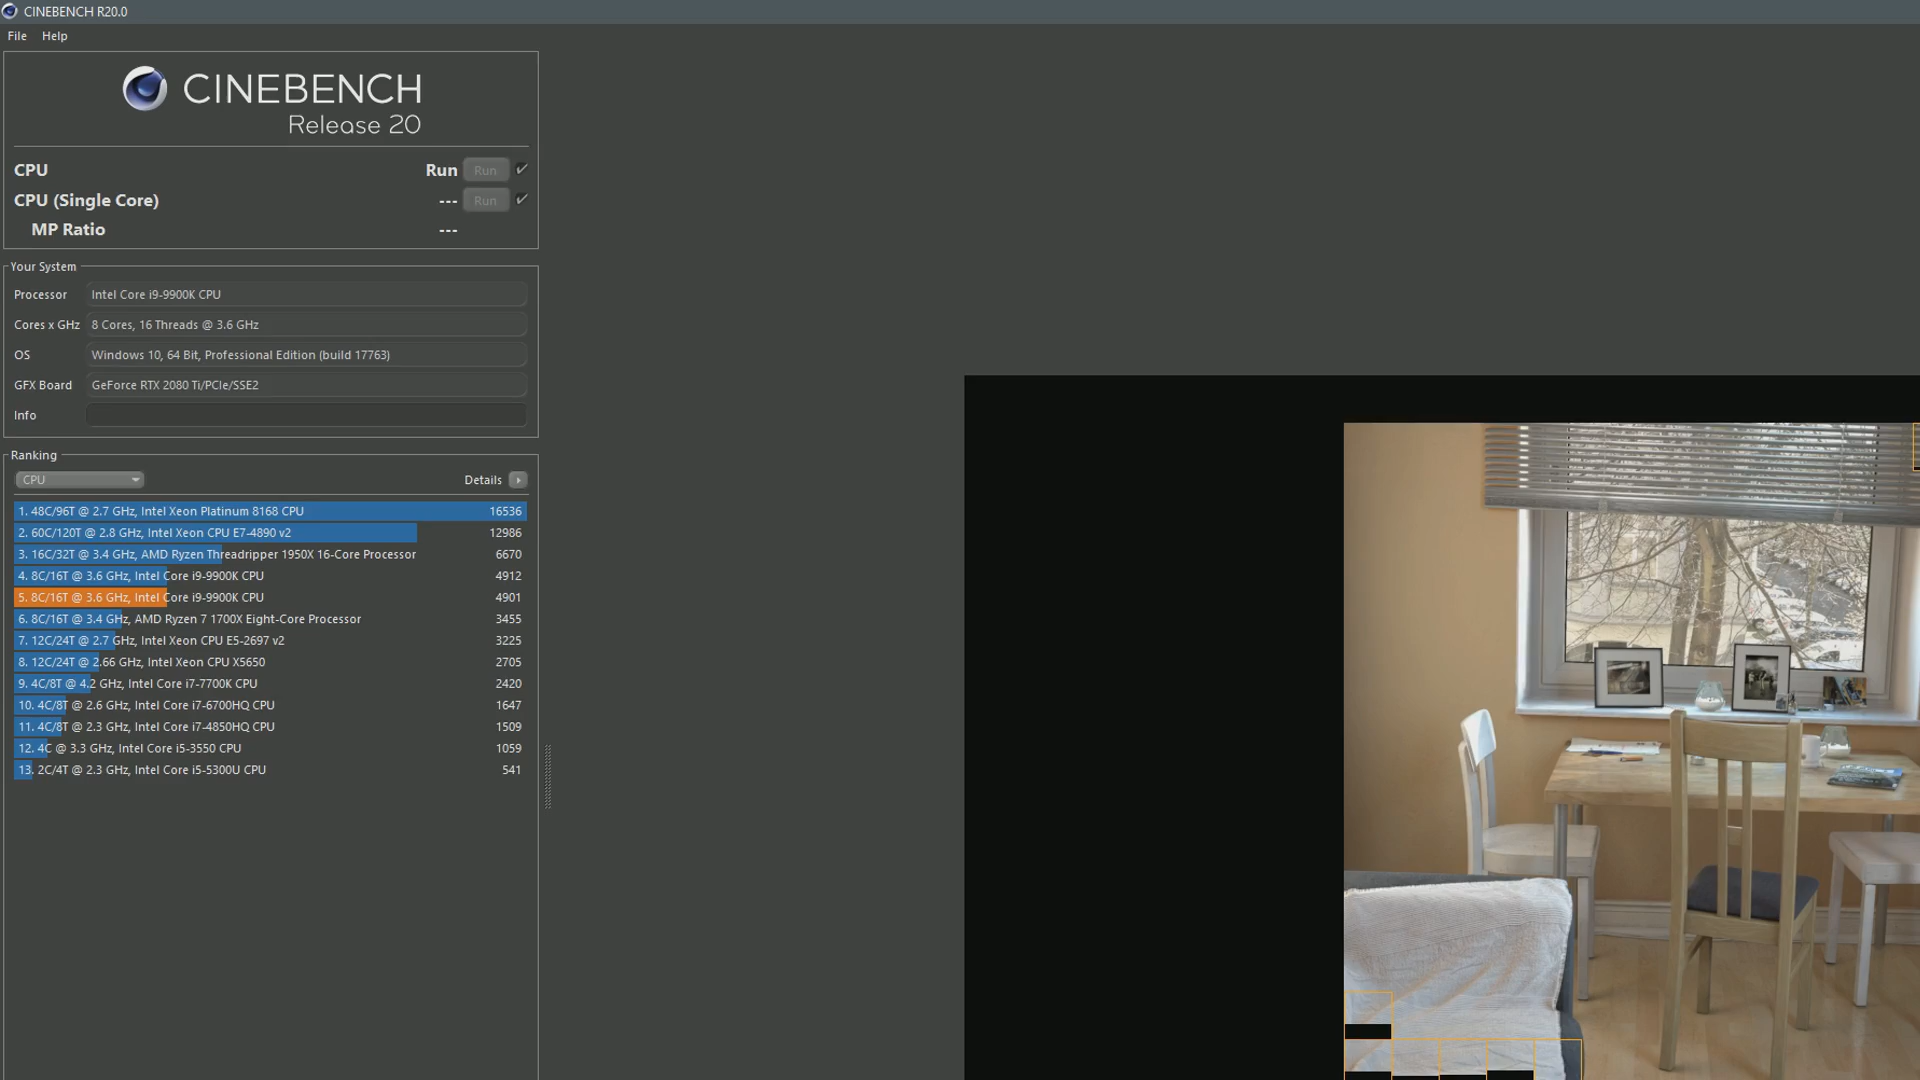 CINEBENCH R20.0
File Help
CINEBENCH
Release 20
CPU Run Run
CPU (Single Core) --- Run
MP Ratio ---
Your System
Processor Intel Core i9-9900K CPU
Cores x GHz 8 Cores, 16 Threads @ 3.6 GHz
OS Windows 10, 64 Bit, Professional Edition (build 17763)
GFX Board GeForce RTX 2080 Ti/PCIe/SSE2
Info
Ranking
CPU Details
1. 48C/96T @ 2.7 GHz, Intel Xeon Platinum 8168 CPU 16536
2. 60C/120T @ 2.8 GHz, Intel Xeon CPU E7-4890 v2 12986
3. 16C/32T @ 3.4 GHz, AMD Ryzen Threadripper 1950X 16-Core Processor 6670
4. 8C/16T @ 3.6 GHz, Intel Core i9-9900K CPU 4912
5. 8C/16T @ 3.6 GHz, Intel Core i9-9900K CPU 4901
6. 8C/16T @ 3.4 GHz, AMD Ryzen 7 1700X Eight-Core Processor 3455
7. 12C/24T @ 2.7 GHz, Intel Xeon CPU E5-2697 v2 3225
8. 12C/24T @ 2.66 GHz, Intel Xeon CPU X5650 2705
9. 4C/8T @ 4.2 GHz, Intel Core i7-7700K CPU 2420
10. 4C/8T @ 2.6 GHz, Intel Core i7-6700HQ CPU 1647
11. 4C/8T @ 2.3 GHz, Intel Core i7-4850HQ CPU 1509
12. 4C @ 3.3 GHz, Intel Core i5-3550 CPU 1059
13. 2C/4T @ 2.3 GHz, Intel Core i5-5300U CPU 541